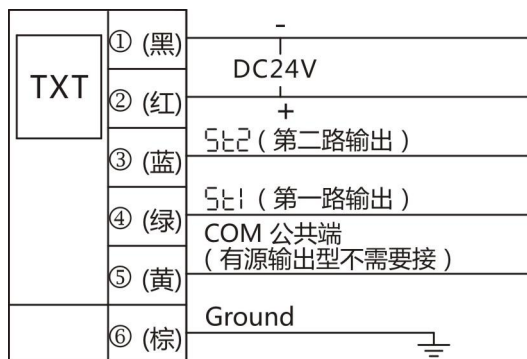 TXT
① (黑)
-
DC24V
② (红)
+
St2（第二路输出）
③ (蓝)
St1（第一路输出）
④ (绿)
COM 公共端
（有源输出型不需要接）
⑤ (黄)
Ground
⑥ (棕)